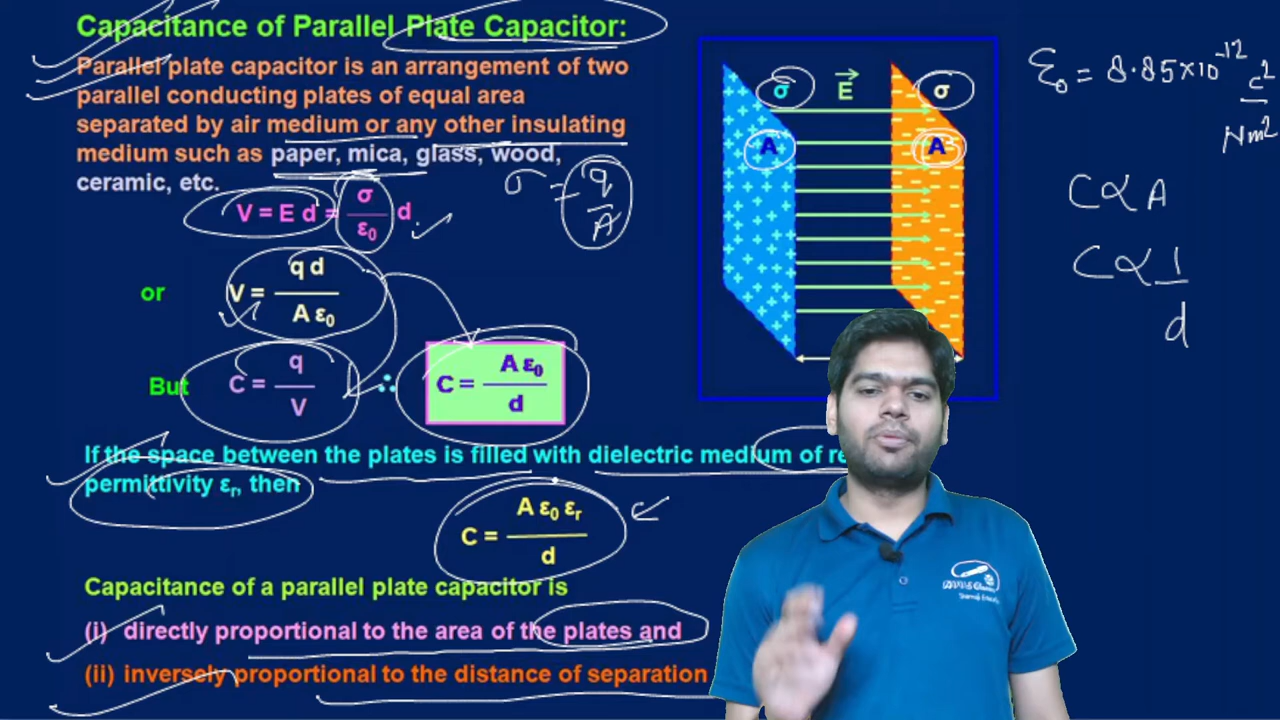 Capacitance of Parallel Plate Capacitor:
Parallel plate capacitor is an arrangement of two
parallel conducting plates of equal area
separated by air medium or any other insulating
medium such as paper, mica, glass, wood,
ceramic, etc.
σ = q/A
V = E d = σ/ε₀ d
or V = q d / A ε₀
But C = q/V ∴ C = A ε₀ / d
If the space between the plates is filled with dielectric medium of
permittivity εᵣ, then
C = A ε₀ εᵣ / d
Capacitance of a parallel plate capacitor is
(i) directly proportional to the area of the plates and
(ii) inversely proportional to the distance of separation
σ E⃗ σ
A A
ε₀ = 8.85×10⁻¹² C²/Nm²
C ∝ A
C ∝ 1/d